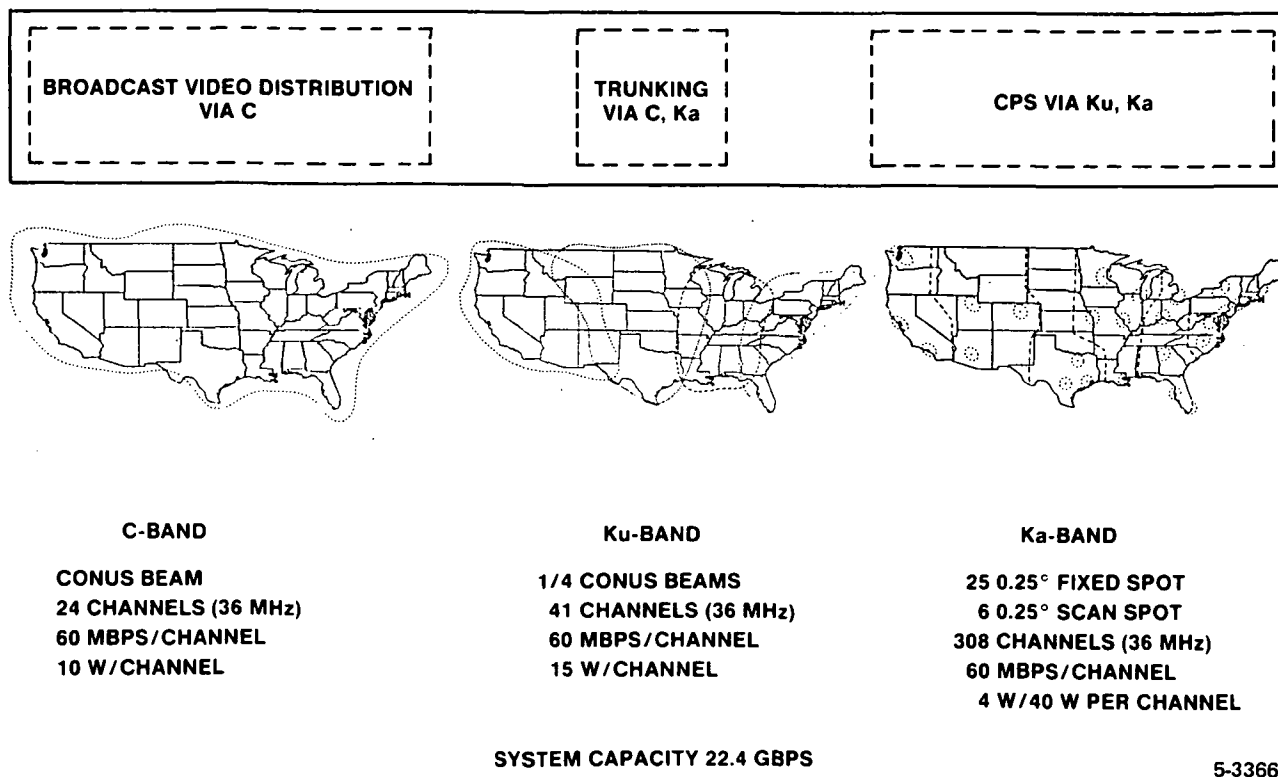 BROADCAST VIDEO DISTRIBUTION
VIA C
TRUNKING
VIA C, Ka
CPS VIA Ku, Ka
C-BAND
CONUS BEAM
24 CHANNELS (36 MHz)
60 MBPS/CHANNEL
10 W/CHANNEL
Ku-BAND
1/4 CONUS BEAMS
41 CHANNELS (36 MHz)
60 MBPS/CHANNEL
15 W/CHANNEL
Ka-BAND
25 0.25° FIXED SPOT
6 0.25° SCAN SPOT
308 CHANNELS (36 MHz)
60 MBPS/CHANNEL
4 W/40 W PER CHANNEL
SYSTEM CAPACITY 22.4 GBPS
5-3366